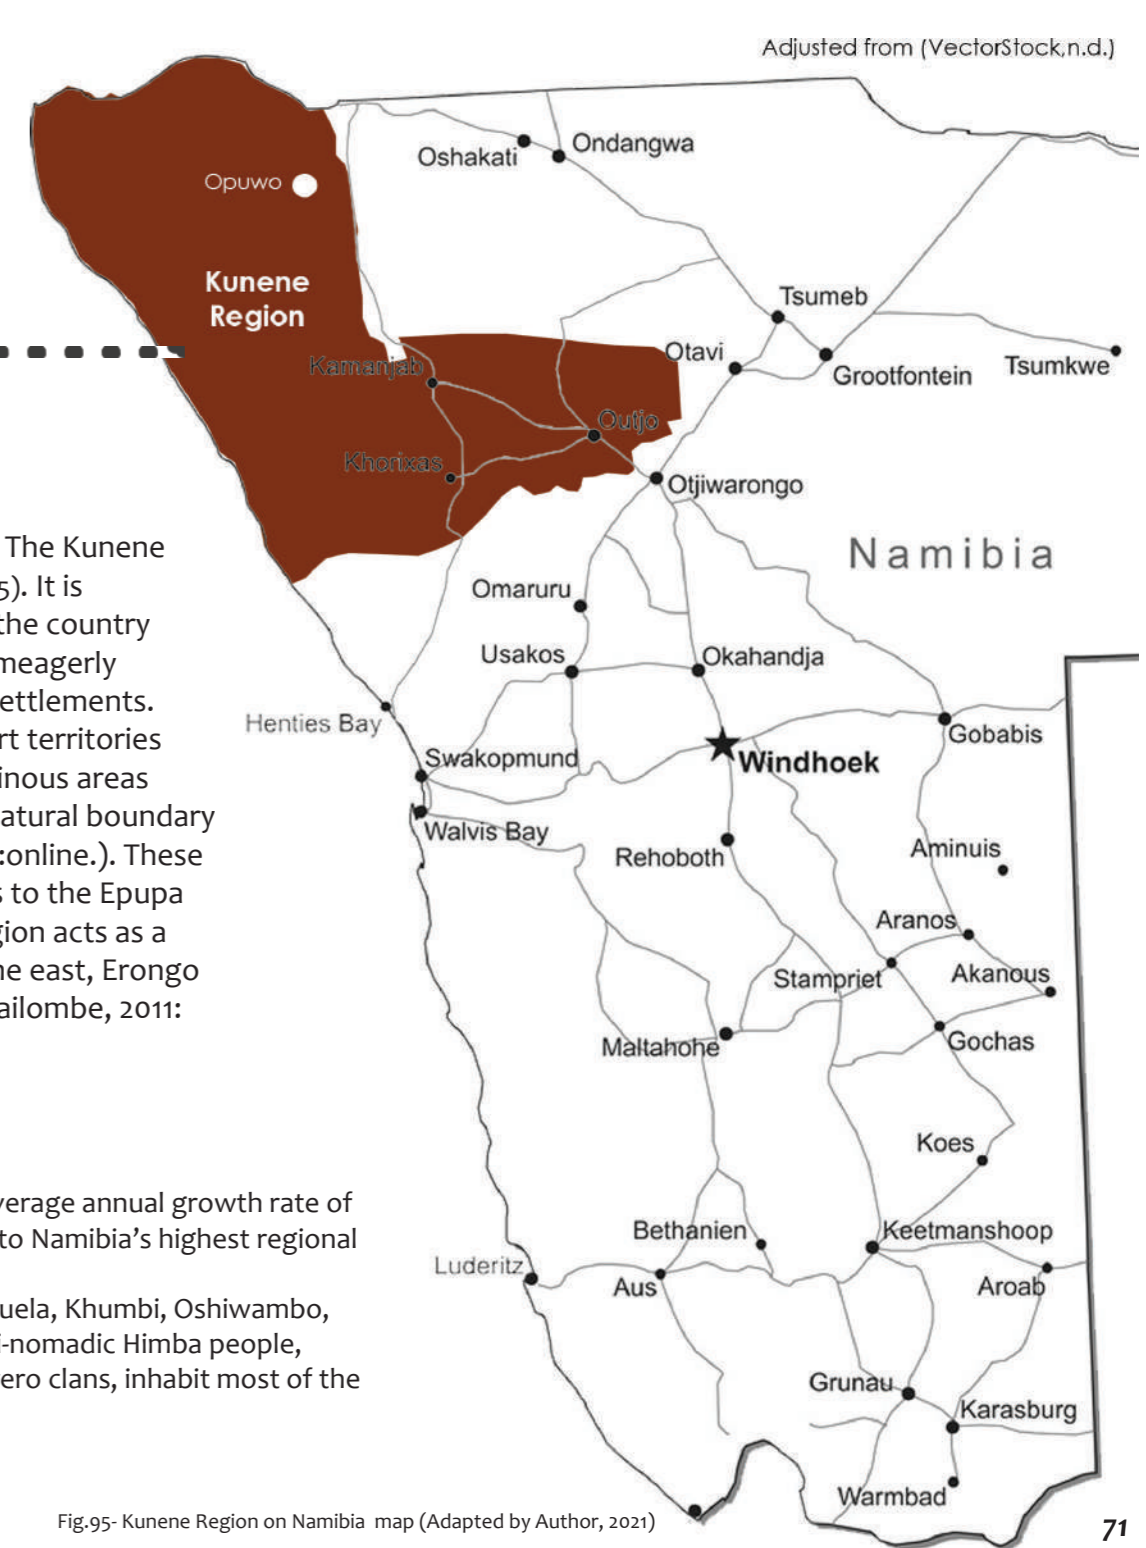 Adjusted from (VectorStock,n.d.)
Ondangwa
Oshakati
Opuwo
Kunene
Region
Tsumeb
Otavi
Kamanjab
Grootfontein
Tsumkwe
Outjo
Khorixas
Otjiwarongo
Namibia
The Kunene
5). It is
the country
meagerly
ettlements.
rt territories
inous areas
atural boundary
:online.). These
s to the Epupa
gion acts as a
ne east, Erongo
ailombe, 2011:
Omaruru
Usakos
Okahandja
Henties Bay
Gobabis
Swakopmund
Windhoek
Walvis Bay
Rehoboth
Aminuis
Aranos
Stampriet
Akanous
Maltahohe
Gochas
Koes
verage annual growth rate of
to Namibia's highest regional
uela, Khumbi, Oshiwambo,
i-nomadic Himba people,
ero clans, inhabit most of the
Bethanien
Keetmanshoop
Luderitz
Aus
Aroab
Grunau
Karasburg
Warmbad
Fig.95- Kunene Region on Namibia map (Adapted by Author, 2021)
71